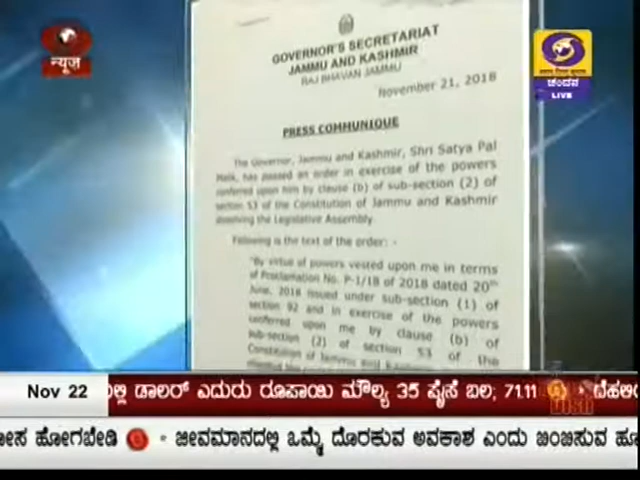 GOVERNOR'S SECRETARIAT
JAMMU AND KASHMIR
RAJ BHAVAN JAMMU
November 21, 2018
PRESS COMMUNIQUE
The Governor, Jammu and Kashmir, Shri Satya Pal
Malik, has passed an order in exercise of the powers
conferred upon him by clause (b) of sub-section (2) of
section 53 of the Constitution of Jammu and Kashmir
dissolving the Legislative Assembly.
Following is the text of the order: -
"By virtue of powers vested upon me in terms
of Proclamation No. P-1/18 of 2018 dated 20th
June, 2018 issued under sub-section (1) of
section 92 and in exercise of the powers
conferred upon me by clause (b) of
sub-section (2) of section 53 of the
Constitution of Jammu and
न्यूज़
ಚಂದನ
LIVE
Nov 22
ಲ್ಲಿ ಡಾಲರ್ ಎದುರು ರೂಪಾಯಿ ಮೌಲ್ಯ 35 ಪೈಸೆ ಬಲ; 71.11
ೋಸ ಹೋಗಬೇಡಿ • ಜೀವಮಾನದಲ್ಲಿ ಒಮ್ಮೆ ದೊರಕುವ ಅವಕಾಶ ಎಂದು ಬಿಂಬಿಸುವ